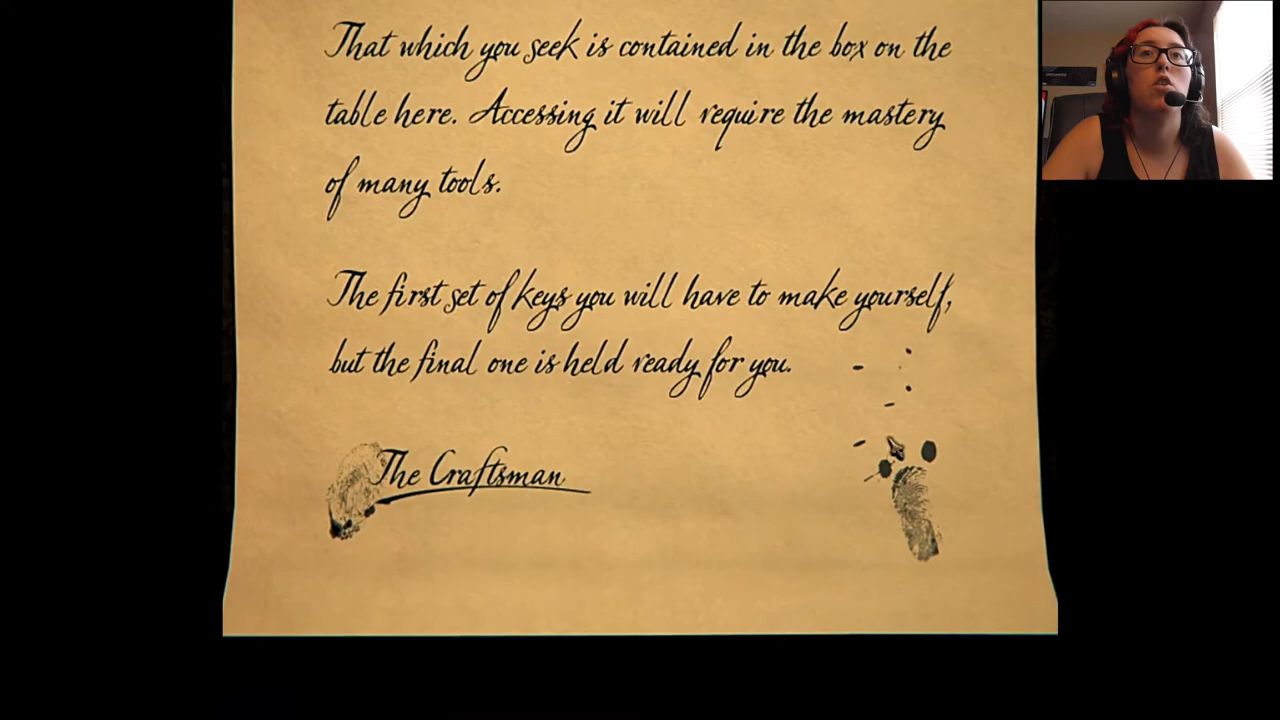 That which you seek is contained in the box on the
table here. Accessing it will require the mastery
of many tools.
The first set of keys you will have to make yourself,
but the final one is held ready for you.
The Craftsman